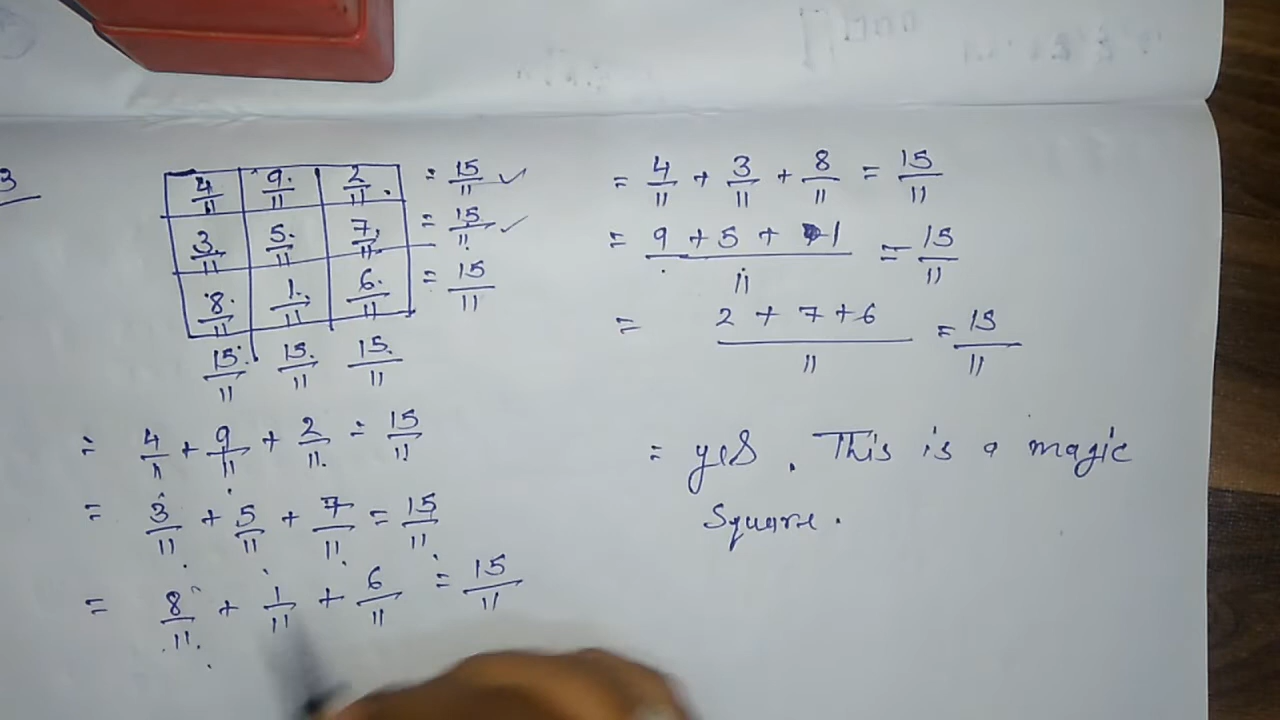 3
4/11 9/11 2/11 = 15/11 ✓
3/11 5/11 7/11 = 15/11 ✓
8/11 1/11 6/11 = 15/11
15/11 15/11 15/11
= 4/11 + 9/11 + 2/11 = 15/11
= 3/11 + 5/11 + 7/11 = 15/11
= 8/11 + 1/11 + 6/11 = 15/11
= 4/11 + 3/11 + 8/11 = 15/11
= 9 + 5 + 1 / 11 = 15/11
= 2 + 7 + 6 / 11 = 15/11
= yes. This is a magic
Square.